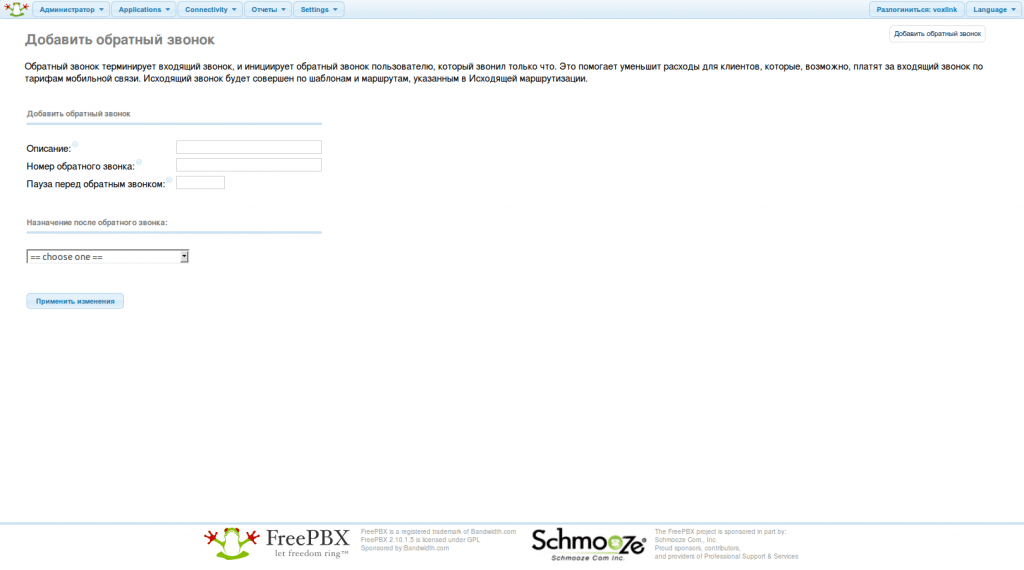 Администратор Applications Connectivity Отчеты Settings Разлогиниться: voxlink Language
Добавить обратный звонок
Добавить обратный звонок
Обратный звонок терминирует входящий звонок, и инициирует обратный звонок пользователю, который звонил только что. Это помогает уменьшит расходы для клиентов, которые, возможно, платят за входящий звонок по
тарифам мобильной связи. Исходящий звонок будет совершен по шаблонам и маршрутам, указанным в Исходящей маршрутизации.
Добавить обратный звонок
Описание:
Номер обратного звонка:
Пауза перед обратным звонком:
Назначение после обратного звонка:
== choose one ==
Применить изменения
FreePBX
let freedom ring™
FreePBX is a registered trademark of Bandwidth.com
FreePBX 2.10.1.5 is licensed under GPL
Sponsored by:Bandwidth.com
Schmooze®
Schmooze Com Inc.
The FreePBX project is sponsored in part by:
Schmooze Com., Inc.
Proud sponsors, contributors,
and providers of Professional Support & Services